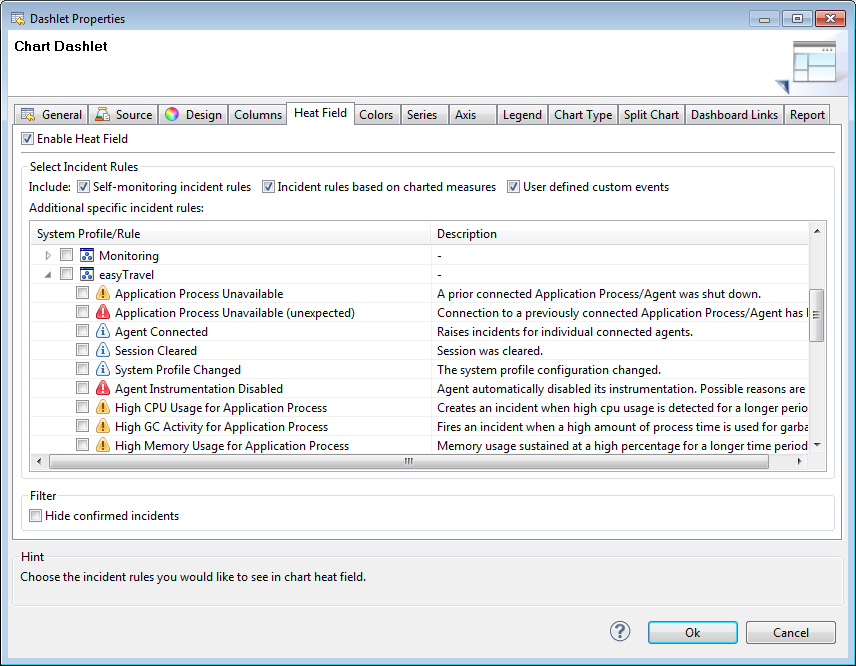 Dashlet Properties
Chart Dashlet
General Source Design Columns Heat Field Colors Series Axis Legend Chart Type Split Chart Dashboard Links Report
Enable Heat Field
Select Incident Rules
Include: Self-monitoring incident rules Incident rules based on charted measures User defined custom events
Additional specific incident rules:
System Profile/Rule Description
Monitoring -
easyTravel -
Application Process Unavailable A prior connected Application Process/Agent was shut down.
Application Process Unavailable (unexpected) Connection to a previously connected Application Process/Agent has
Agent Connected Raises incidents for individual connected agents.
Session Cleared Session was cleared.
System Profile Changed The system profile configuration changed.
Agent Instrumentation Disabled Agent automatically disabled its instrumentation. Possible reasons are
High CPU Usage for Application Process Creates an incident when high cpu usage is detected for a longer perio
High GC Activity for Application Process Fires an incident when a high amount of process time is used for garba
High Memory Usage for Application Process Memory usage sustained at a high percentage for a longer time period
Filter
Hide confirmed incidents
Hint
Choose the incident rules you would like to see in chart heat field.
? Ok Cancel